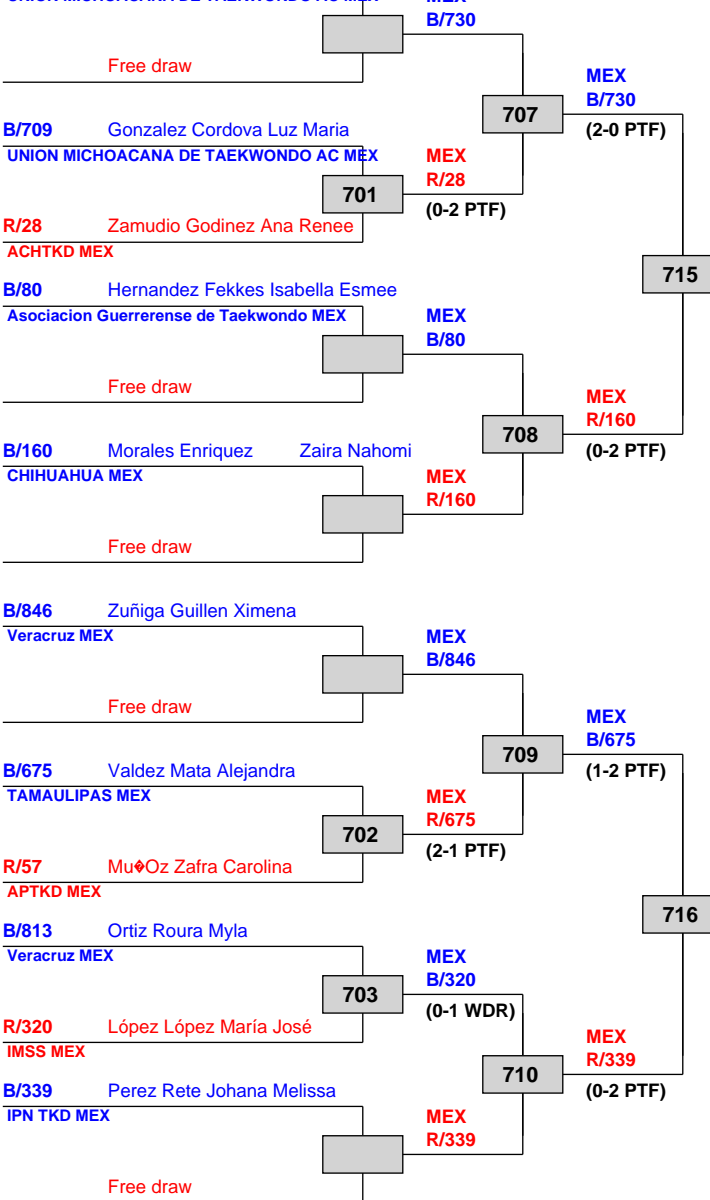 UNION MICHOACANA DE TAEKWONDO AC MEX
MEX
B/730
Free draw
MEX
B/730
707
(2-0 PTF)
B/709 Gonzalez Cordova Luz Maria
UNION MICHOACANA DE TAEKWONDO AC MEX
MEX
R/28
701
(0-2 PTF)
R/28 Zamudio Godinez Ana Renee
ACHTKD MEX
715
B/80 Hernandez Fekkes Isabella Esmee
Asociacion Guerrerense de Taekwondo MEX
MEX
B/80
Free draw
MEX
R/160
708
(0-2 PTF)
B/160 Morales Enriquez Zaira Nahomi
CHIHUAHUA MEX
MEX
R/160
Free draw
B/846 Zuñiga Guillen Ximena
Veracruz MEX
MEX
B/846
Free draw
MEX
B/675
709
(1-2 PTF)
B/675 Valdez Mata Alejandra
TAMAULIPAS MEX
MEX
R/675
702
(2-1 PTF)
R/57 Mu�Oz Zafra Carolina
APTKD MEX
716
B/813 Ortiz Roura Myla
Veracruz MEX
MEX
B/320
703
(0-1 WDR)
R/320 López López María José
IMSS MEX
MEX
R/339
710
(0-2 PTF)
B/339 Perez Rete Johana Melissa
IPN TKD MEX
MEX
R/339
Free draw